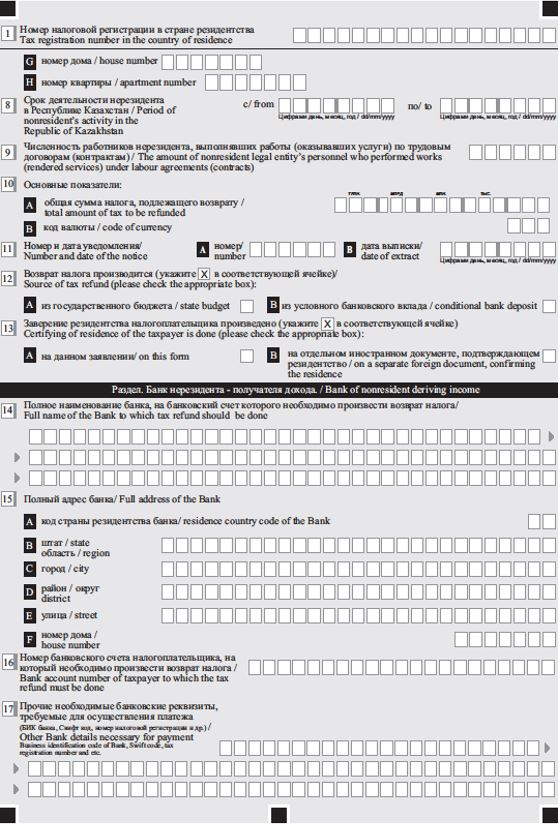 1 Номер налоговой регистрации в стране резидентства
Tax registration number in the country of residence
G номер дома / house number
H номер квартиры / apartment number
8 Срок деятельности нерезидента
в Республике Казахстан / Period of
nonresident's activity in the
Republic of Kazakhstan
с/ from
по/ to
Цифрами день, месяц, год / dd/mm/yyyy
Цифрами день, месяц, год / dd/mm/yyyy
9 Численность работников нерезидента, выполнявших работы (оказывавших услуги) по трудовым
договорам (контрактам) / The amount of nonresident legal entity's personnel who performed works
(rendered services) under labour agreements (contracts)
10 Основные показатели:
трлн. млрд. млн. тыс.
A общая сумма налога, подлежащего возврату /
total amount of tax to be refunded
B код валюты / code of currency
11 Номер и дата уведомления/
Number and date of the notice
A номер/
number
B дата выписки/
date of extract
Цифрами день, месяц, год / dd/mm/yyyy
12 Возврат налога производится (укажите X в соответствующей ячейке)/
Source of tax refund (please check the appropriate box):
A из государственного бюджета / state budget
B из условного банковского вклада / conditional bank deposit
13 Заверение резидентства налогоплательщика произведено (укажите X в соответствующей ячейке)
Certifying of residence of the taxpayer is done (please check the appropriate box):
A на данном заявлении/ on this form
B на отдельном иностранном документе, подтверждающем
резидентство / on a separate foreign document, confirming
the residence
Раздел. Банк нерезидента - получателя дохода. / Bank of nonresident deriving income
14 Полное наименование банка, на банковский счет которого необходимо произвести возврат налога/
Full name of the Bank to which tax refund should be done
15 Полный адрес банка/ Full address of the Bank
A код страны резидентства банка/ residence country code of the Bank
B штат / state
область / region
C город / city
D район / округ
district
E улица / street
F номер дома /
house number
16 Номер банковского счета налогоплательщика, на
который необходимо произвести возврат налога /
Bank account number of taxpayer to which the tax
refund must be done
17 Прочие необходимые банковские реквизиты,
требуемые для осуществления платежа
(БИК банка, Свифт код, номер налоговой регистрации и др.) /
Other Bank details necessary for payment
Business identification code of Bank, Swift code, tax
registration number and etc.